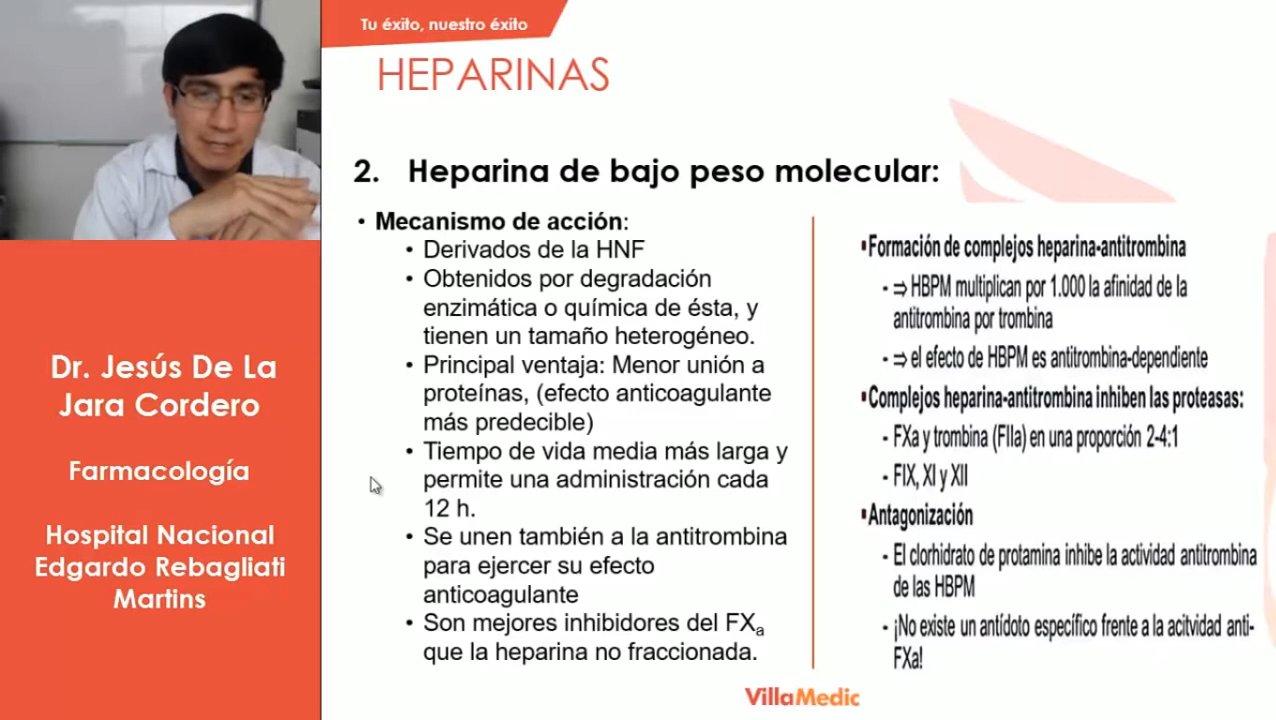 Tu éxito, nuestro éxito
HEPARINAS
2. Heparina de bajo peso molecular:
• Mecanismo de acción:
• Derivados de la HNF
• Obtenidos por degradación
enzimática o química de ésta, y
tienen un tamaño heterogéneo.
• Principal ventaja: Menor unión a
proteínas, (efecto anticoagulante
más predecible)
• Tiempo de vida media más larga y
permite una administración cada
12 h.
• Se unen también a la antitrombina
para ejercer su efecto
anticoagulante
• Son mejores inhibidores del FXa
que la heparina no fraccionada.
▪Formación de complejos heparina-antitrombina
- ⇒ HBPM multiplican por 1.000 la afinidad de la
antitrombina por trombina
- ⇒ el efecto de HBPM es antitrombina-dependiente
▪Complejos heparina-antitrombina inhiben las proteasas:
- FXa y trombina (FIIa) en una proporción 2-4:1
- FIX, XI y XII
▪Antagonización
- El clorhidrato de protamina inhibe la actividad antitrombina
de las HBPM
- ¡No existe un antídoto específico frente a la acitvidad anti-
FXa!
Dr. Jesús De La
Jara Cordero
Farmacología
Hospital Nacional
Edgardo Rebagliati
Martins
VillaMedic